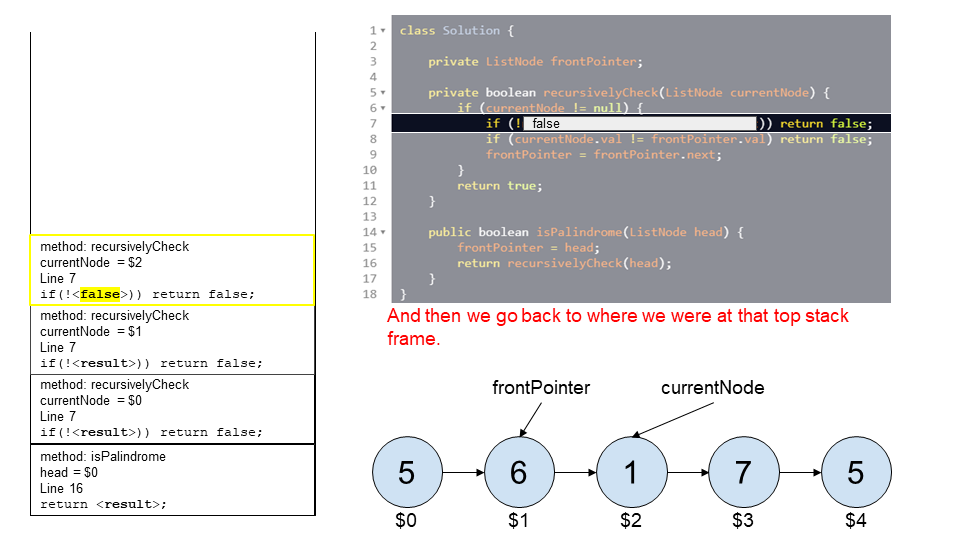 method: recursivelyCheck
currentNode = $2
Line 7
if(!<false>)) return false;
method: recursivelyCheck
currentNode = $1
Line 7
if(!<result>)) return false;
method: recursivelyCheck
currentNode = $0
Line 7
if(!<result>)) return false;
method: isPalindrome
head = $0
Line 16
return <result>;
1 class Solution {
2
3 private ListNode frontPointer;
4
5 private boolean recursivelyCheck(ListNode currentNode) {
6 if (currentNode != null) {
7 if (! false )) return false;
8 if (currentNode.val != frontPointer.val) return false;
9 frontPointer = frontPointer.next;
10 }
11 return true;
12 }
13
14 public boolean isPalindrome(ListNode head) {
15 frontPointer = head;
16 return recursivelyCheck(head);
17 }
18 }
And then we go back to where we were at that top stack
frame.
frontPointer currentNode
5 6 1 7 5
$0 $1 $2 $3 $4